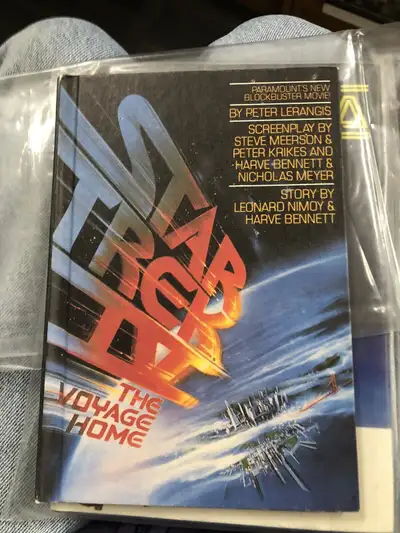 PARAMOUNT'S NEW
BLOCKBUSTER MOVIE!
BY PETER LERANGIS
SCREENPLAY BY
STEVE MEERSON &
PETER KRIKES AND
HARVE BENNETT &
NICHOLAS MEYER
STORY BY
LEONARD NIMOY &
HARVE BENNETT
STAR
TREK
IV
THE
VOYAGE
HOME